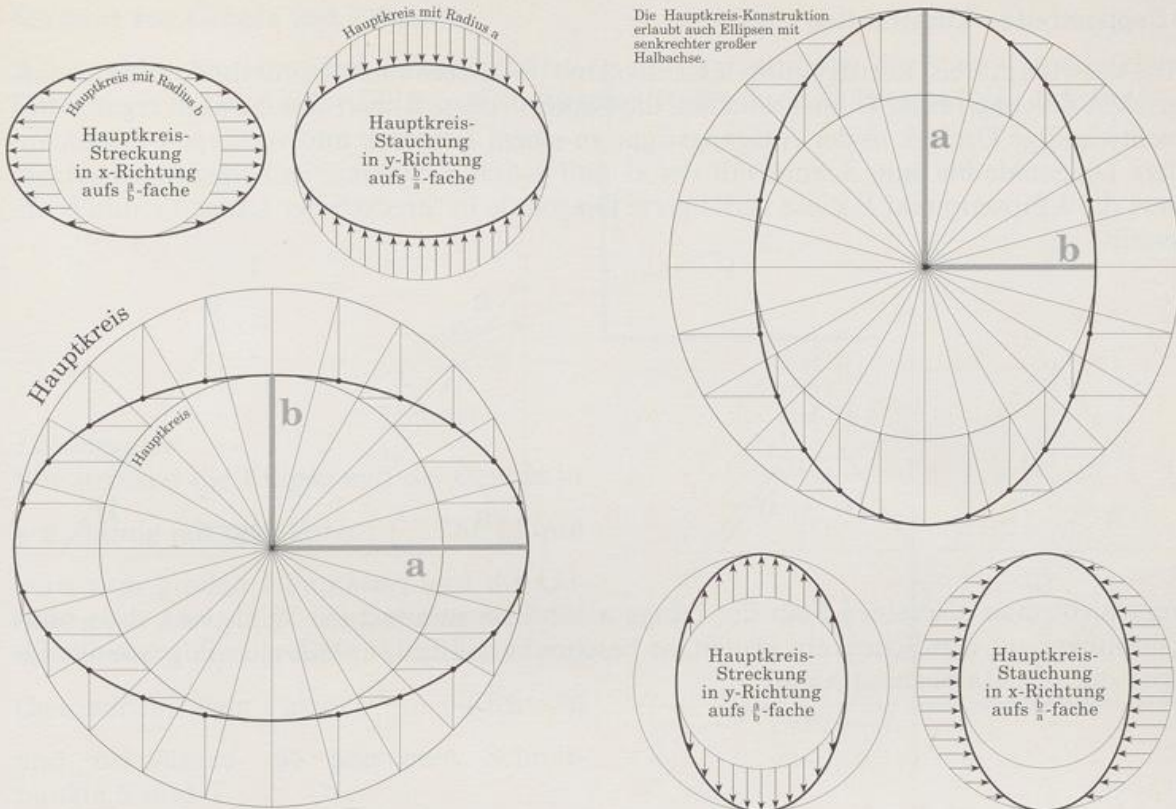 Hauptkreis mit Radius b
Hauptkreis-
Streckung
in x-Richtung
aufs a/b-fache
Hauptkreis mit Radius a
Hauptkreis-
Stauchung
in y-Richtung
aufs b/a-fache
Die Hauptkreis-Konstruktion
erlaubt auch Ellipsen mit
senkrechter großer
Halbachse.
a
b
Hauptkreis
Hauptkreis
b
a
Hauptkreis-
Streckung
in y-Richtung
aufs a/b-fache
Hauptkreis-
Stauchung
in x-Richtung
aufs b/a-fache